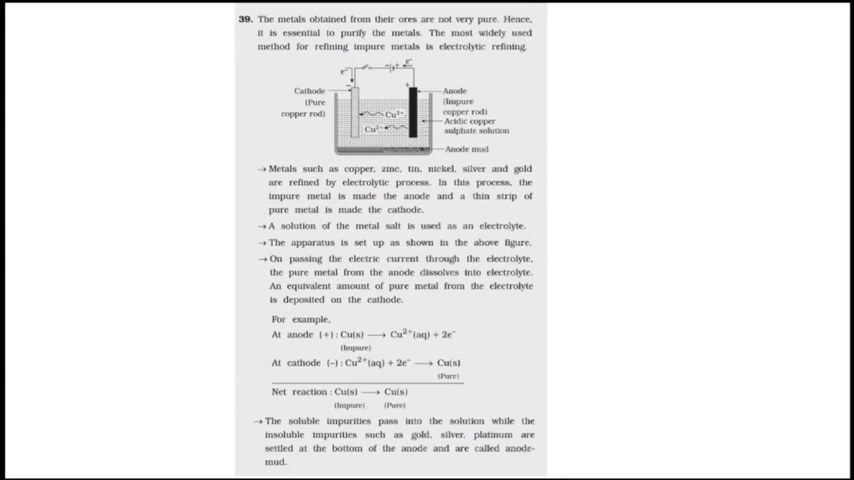 39. The metals obtained from their ores are not very pure. Hence,
it is essential to purify the metals. The most widely used
method for refining impure metals is electrolytic refining.
e⁻
− +
e⁻
−
+
Cathode
(Pure
copper rod)
Anode
(Impure
copper rod)
Acidic copper
sulphate solution
Cu²⁺
Cu²⁺
Anode mud
→ Metals such as copper, zinc, tin, nickel, silver and gold
are refined by electrolytic process. In this process, the
impure metal is made the anode and a thin strip of
pure metal is made the cathode.
→ A solution of the metal salt is used as an electrolyte.
→ The apparatus is set up as shown in the above figure.
→ On passing the electric current through the electrolyte,
the pure metal from the anode dissolves into electrolyte.
An equivalent amount of pure metal from the electrolyte
is deposited on the cathode.
For example,
At anode (+) : Cu(s) ⟶ Cu²⁺(aq) + 2e⁻
(Impure)
At cathode (–) : Cu²⁺(aq) + 2e⁻ ⟶ Cu(s)
(Pure)
Net reaction : Cu(s) ⟶ Cu(s)
(Impure) (Pure)
→ The soluble impurities pass into the solution while the
insoluble impurities such as gold, silver, platinum are
settled at the bottom of the anode and are called anode-
mud.